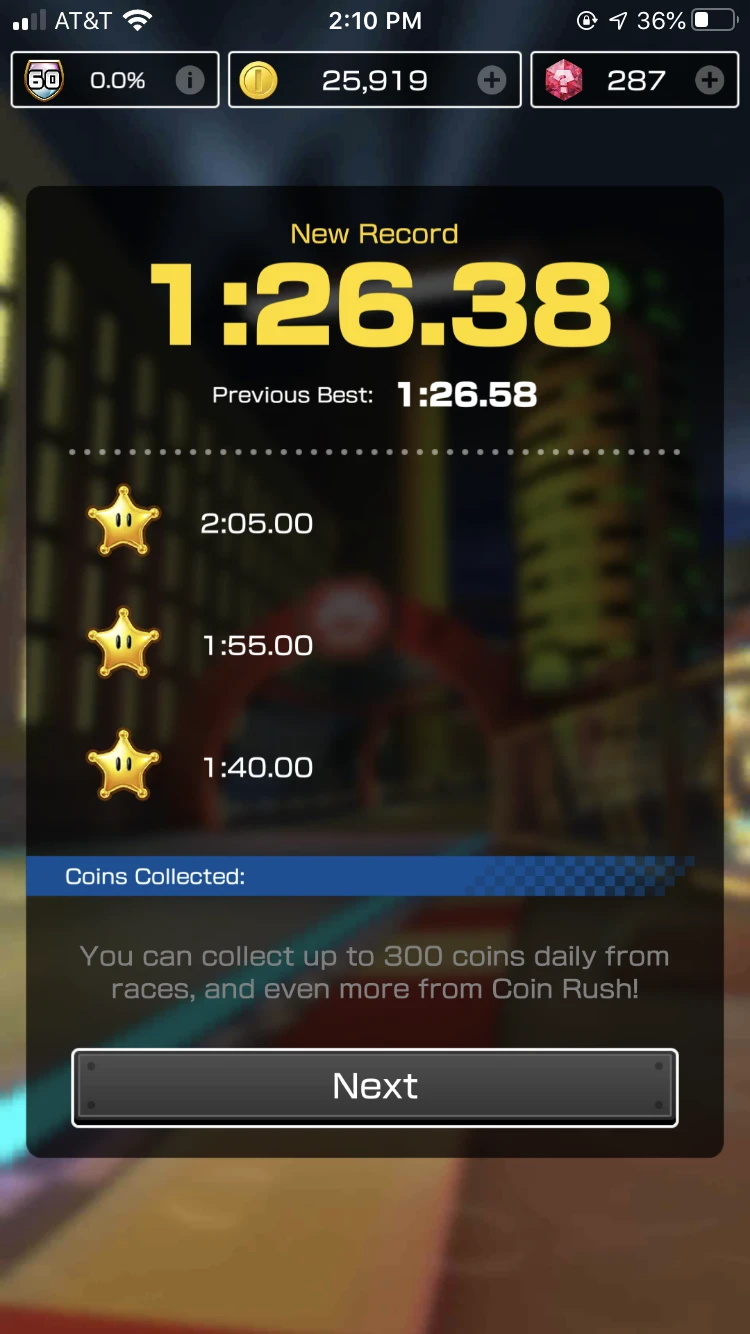 AT&T 2:10 PM 36%
60 0.0% i 25,919 + 287 +
New Record
1:26.38
Previous Best: 1:26.58
2:05.00
1:55.00
1:40.00
Coins Collected:
You can collect up to 300 coins daily from
races, and even more from Coin Rush!
Next